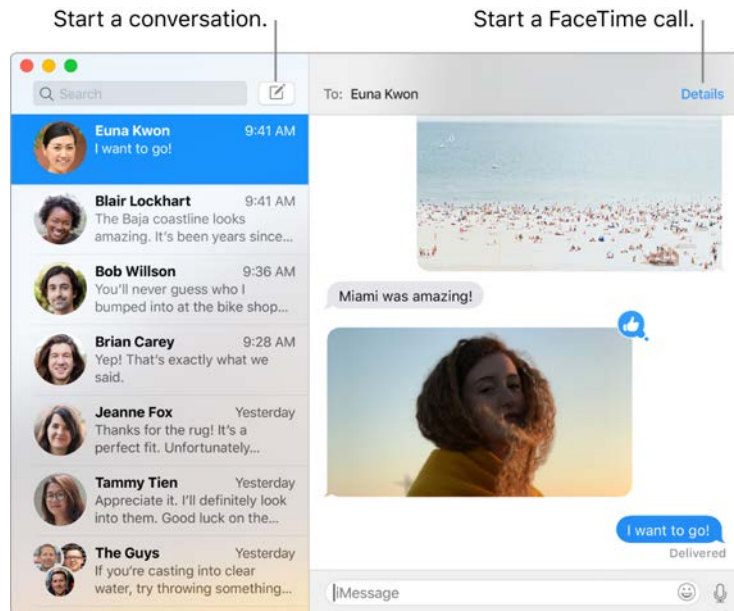 Start a conversation.
Start a FaceTime call.
Search
To: Euna Kwon
Details
Euna Kwon 9:41 AM
I want to go!
Blair Lockhart 9:41 AM
The Baja coastline looks
amazing. It's been years since...
Bob Willson 9:36 AM
You'll never guess who I
bumped into at the bike shop...
Brian Carey 9:28 AM
Yep! That's exactly what we
said.
Jeanne Fox Yesterday
Thanks for the rug! It's a
perfect fit. Unfortunately...
Tammy Tien Yesterday
Appreciate it. I'll definitely look
into them. Good luck on the...
The Guys Yesterday
If you're casting into clear
water, try throwing something...
Miami was amazing!
I want to go!
Delivered
iMessage